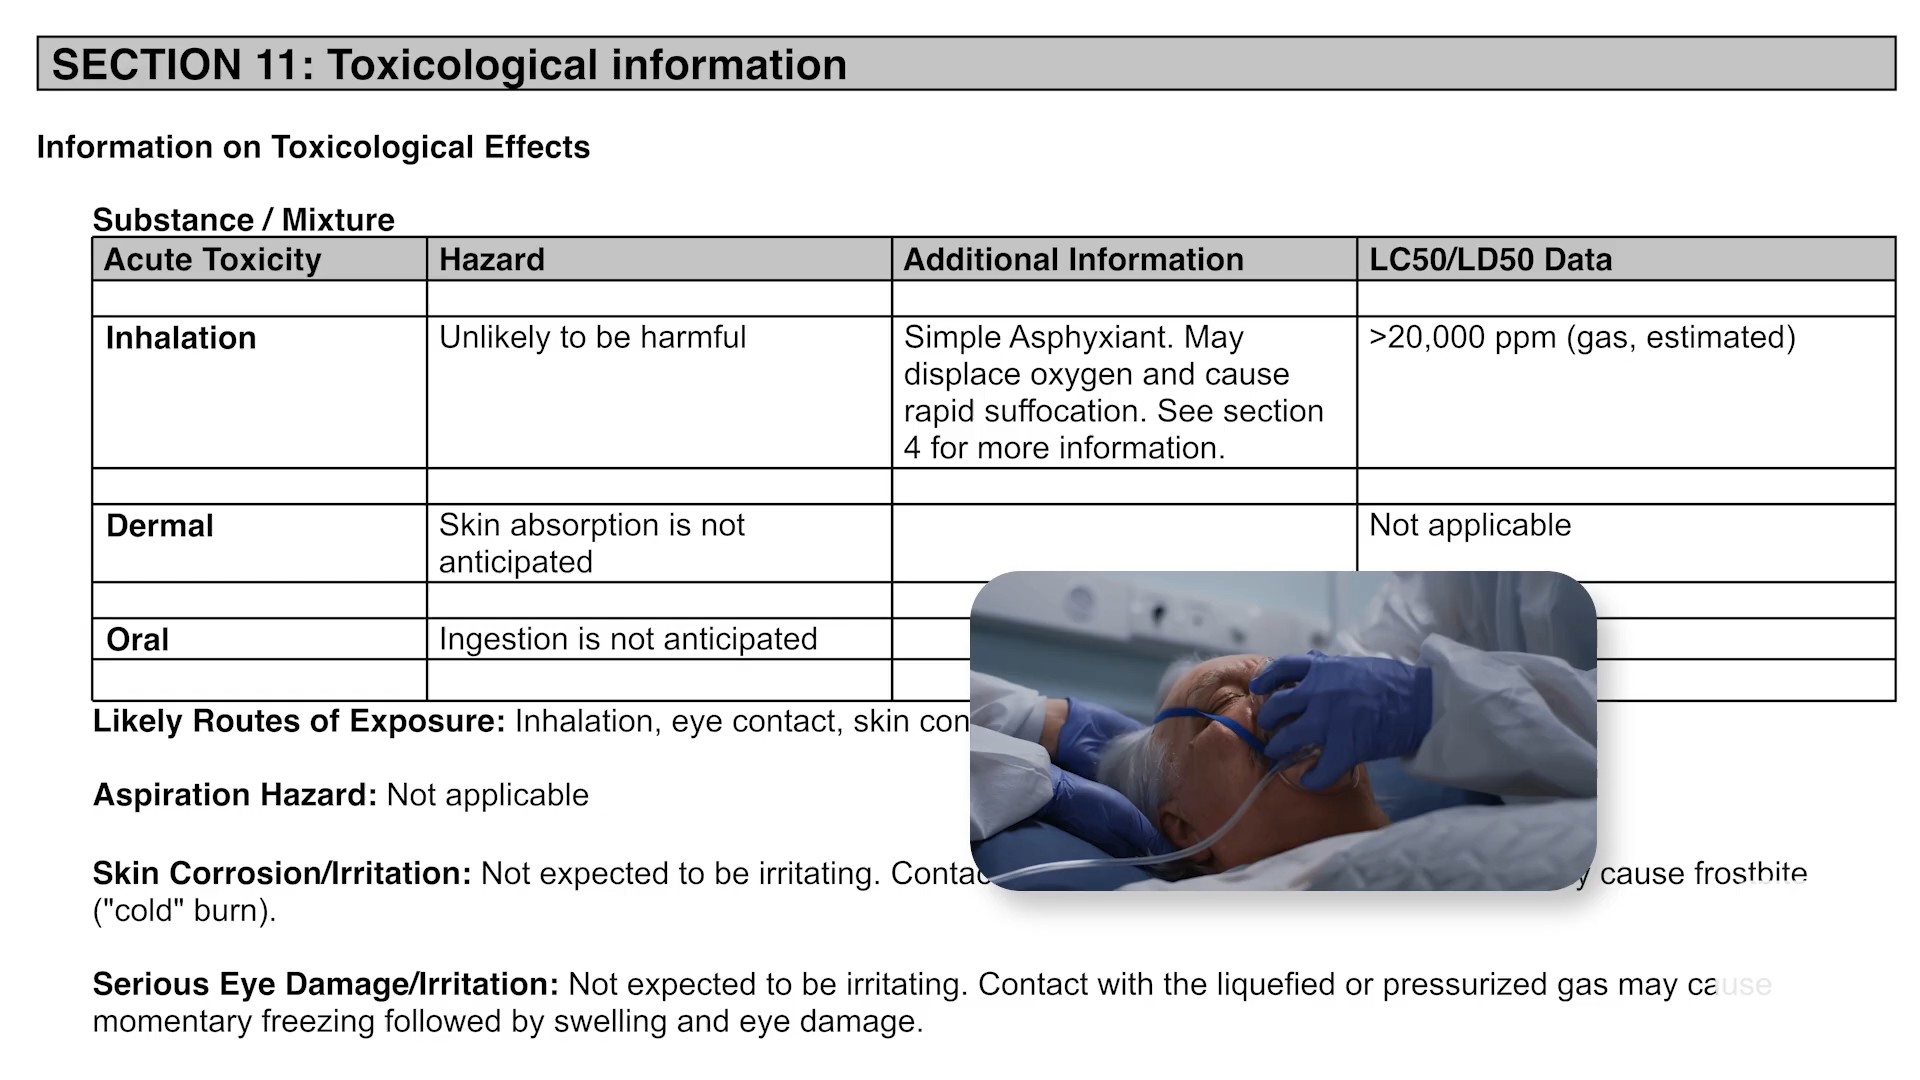 SECTION 11: Toxicological information
Information on Toxicological Effects
Substance / Mixture
Acute Toxicity Hazard Additional Information LC50/LD50 Data
Inhalation Unlikely to be harmful Simple Asphyxiant. May >20,000 ppm (gas, estimated)
displace oxygen and cause
rapid suffocation. See section
4 for more information.
Dermal Skin absorption is not Not applicable
anticipated
Oral Ingestion is not anticipated
Likely Routes of Exposure: Inhalation, eye contact, skin
Aspiration Hazard: Not applicable
Skin Corrosion/Irritation: Not expected to be irritating. cause frostbite
("cold" burn).
Serious Eye Damage/Irritation: Not expected to be irritating. Contact with the liquefied or pressurized gas may cause
momentary freezing followed by swelling and eye damage.